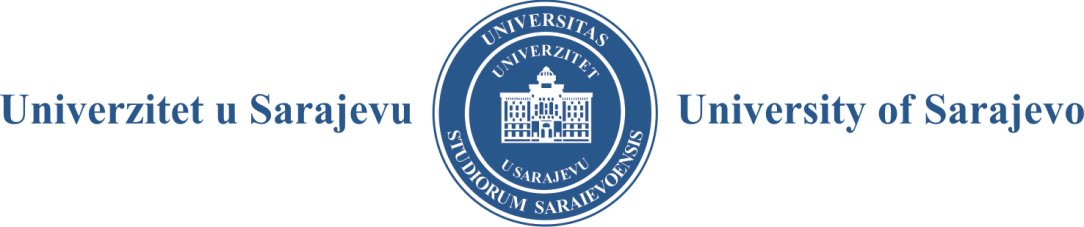 Univerzitet u Sarajevu
UNIVERSITAS
STUDIORUM SARAIEVOENSIS
UNIVERZITET
U SARAJEVU
University of Sarajevo